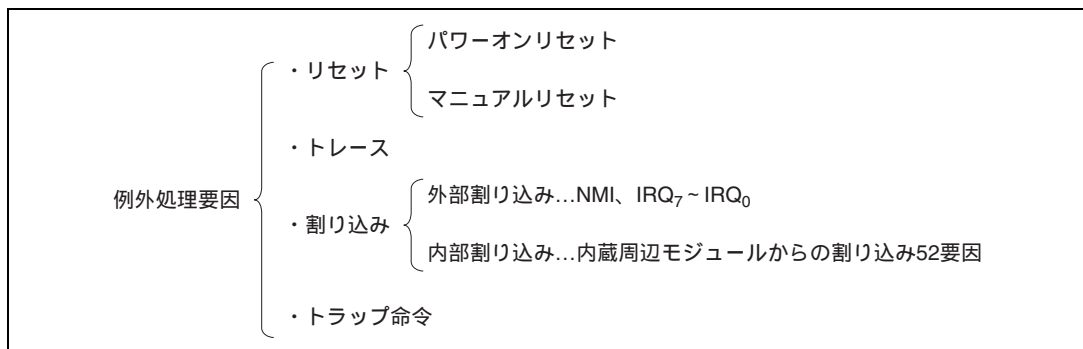 例外処理要因
・リセット
パワーオンリセット
マニュアルリセット
・トレース
・割り込み
外部割り込み…NMI、IRQ7~IRQ0
内部割り込み…内蔵周辺モジュールからの割り込み52要因
・トラップ命令